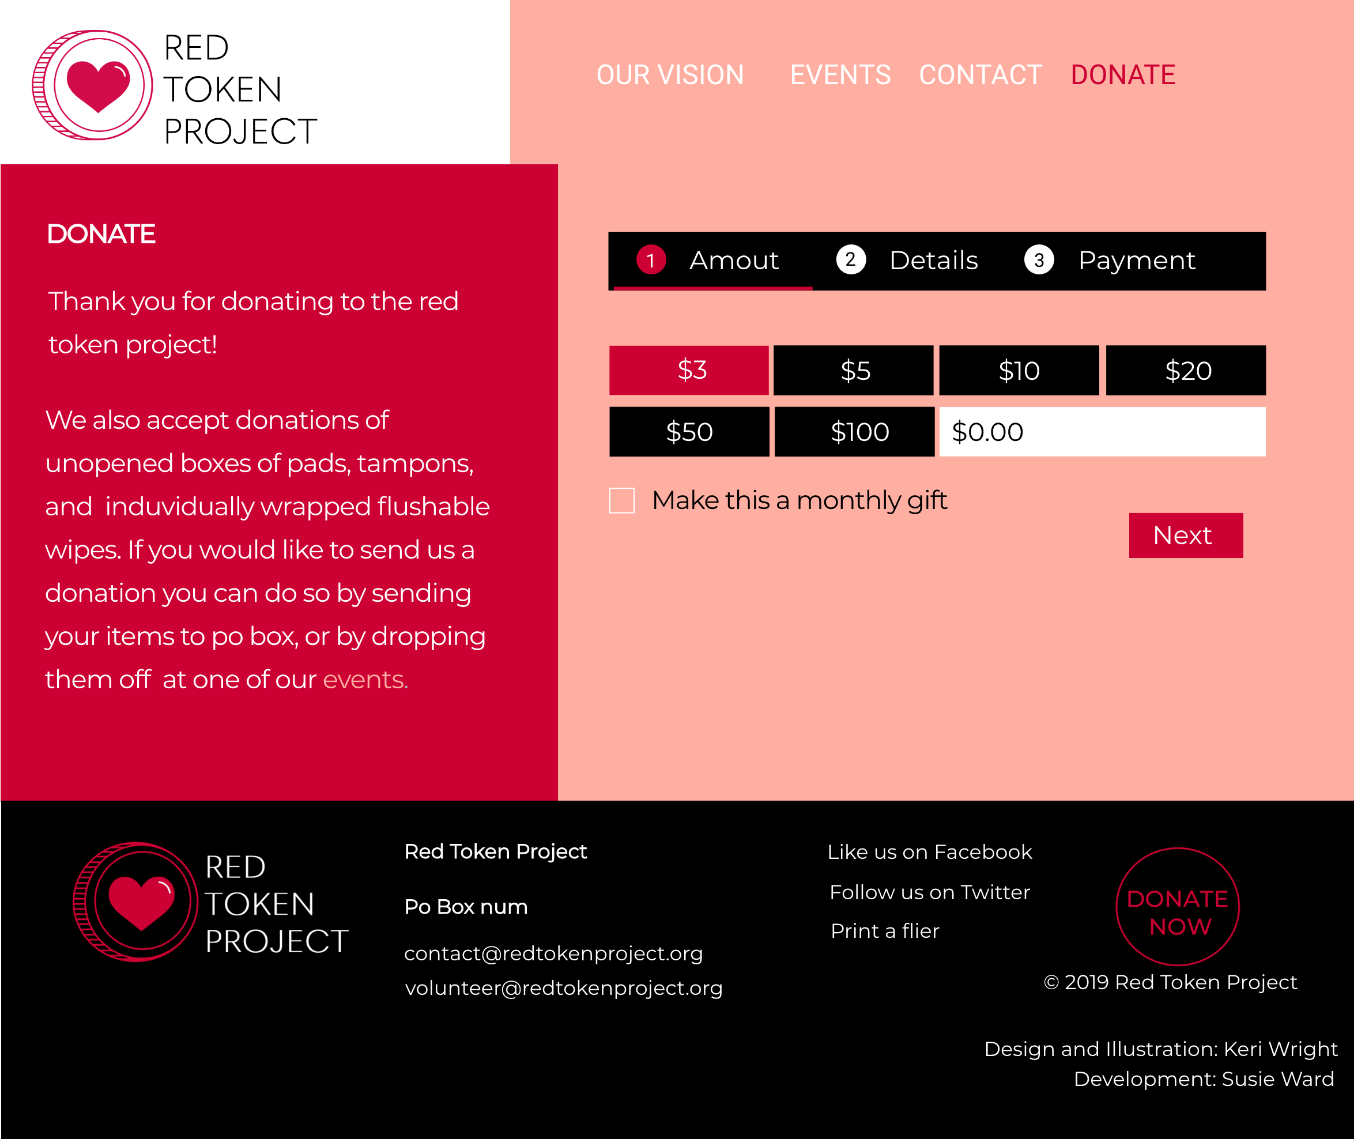 RED
TOKEN
PROJECT
OUR VISION EVENTS CONTACT DONATE
DONATE
Thank you for donating to the red
token project!
We also accept donations of
unopened boxes of pads, tampons,
and induvidually wrapped flushable
wipes. If you would like to send us a
donation you can do so by sending
your items to po box, or by dropping
them off at one of our events.
1 Amout 2 Details 3 Payment
$3 $5 $10 $20
$50 $100 $0.00
Make this a monthly gift
Next
RED
TOKEN
PROJECT
Red Token Project
Po Box num
contact@redtokenproject.org
volunteer@redtokenproject.org
Like us on Facebook
Follow us on Twitter
Print a flier
DONATE
NOW
© 2019 Red Token Project
Design and Illustration: Keri Wright
Development: Susie Ward